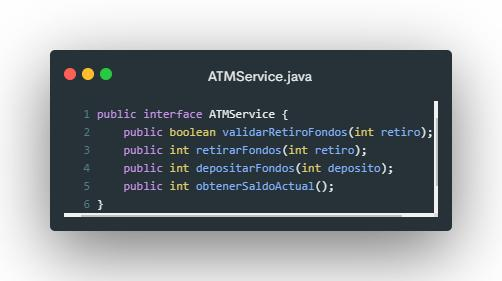 ATMService.java
1 public interface ATMService {
2     public boolean validarRetiroFondos(int retiro);
3     public int retirarFondos(int retiro);
4     public int depositarFondos(int deposito);
5     public int obtenerSaldoActual();
6 }